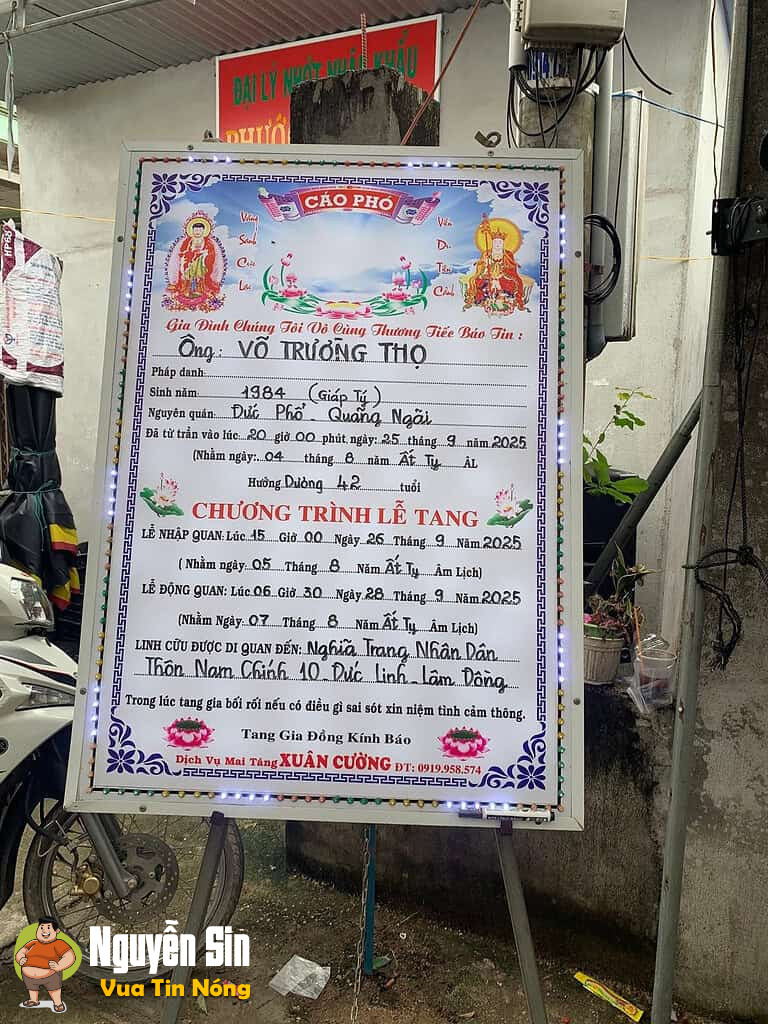 ĐẠI LÝ NHỚT NHẬP KHẨU
CÁO PHÓ
Vãng Sanh Cực Lạc
Vấn Du Tiên Cảnh
Gia Đình Chúng Tôi Vô Cùng Thương Tiếc Báo Tin :
Ông: VÕ TRƯỜNG THỌ
Pháp danh:
Sinh năm 1984 (Giáp Tý)
Nguyên quán: Đức Phổ - Quãng Ngãi
Đã từ trần vào lúc: 20 giờ 00 phút, ngày: 25 tháng 9 năm 2025
(Nhằm ngày: 04 tháng 8 năm Ất Tỵ ÂL
Hưởng Dương 42 tuổi
CHƯƠNG TRÌNH LỄ TANG
LỄ NHẬP QUAN: Lúc 15 Giờ 00 Ngày 26 Tháng 9 Năm 2025
( Nhằm ngày 05 Tháng 8 Năm Ất Tỵ Âm Lịch)
LỄ ĐỘNG QUAN: Lúc 06 Giờ 30 Ngày 28 Tháng 9 Năm 2025
(Nhằm Ngày 07 Tháng 8 Năm Ất Tỵ Âm Lịch)
LINH CỮU ĐƯỢC DI QUAN ĐẾN: Nghĩa Trang Nhân Dân
Thôn Nam Chính 10 - Đức Linh - Lâm Đồng
Trong lúc tang gia bối rối nếu có điều gì sai sót xin niệm tình cảm thông.
Tang Gia Đồng Kính Báo
Dịch Vụ Mai Táng XUÂN CƯỜNG ĐT: 0919.958.574
Nguyễn Sin
Vua Tin Nóng